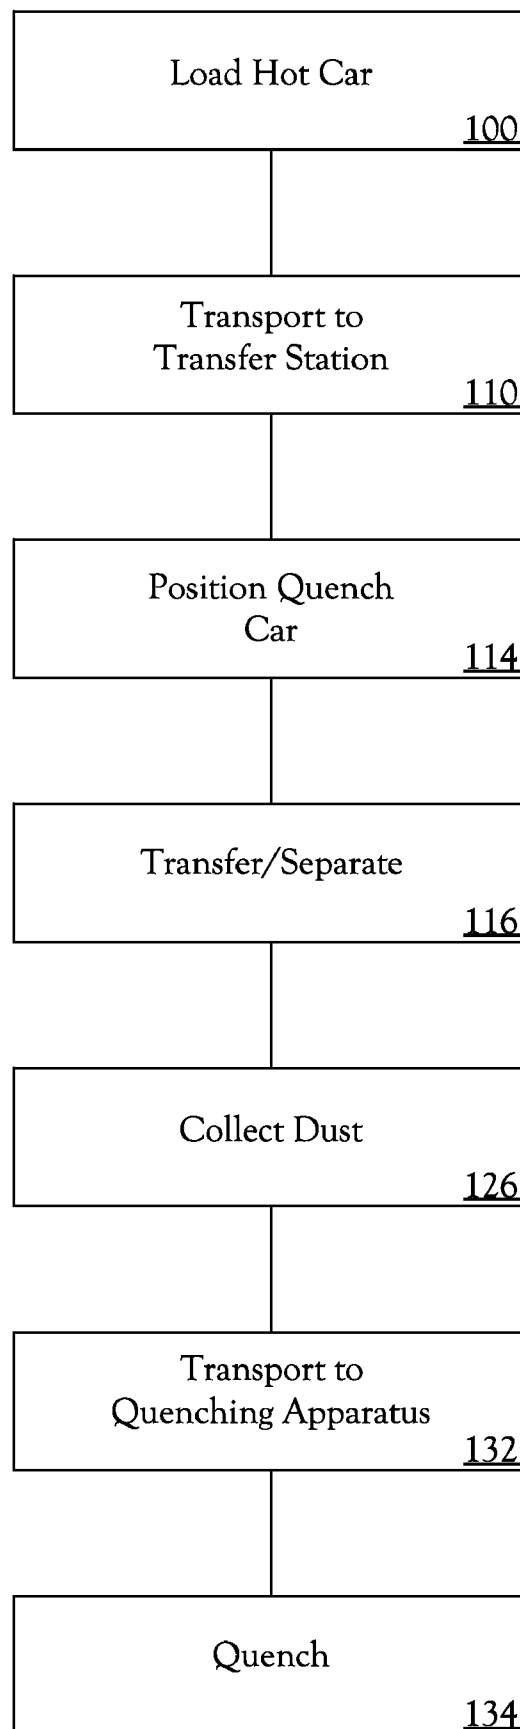 Load Hot Car
100
Transport to
Transfer Station
110
Position Quench
Car
114
Transfer/Separate
116
Collect Dust
126
Transport to
Quenching Apparatus
132
Quench
134